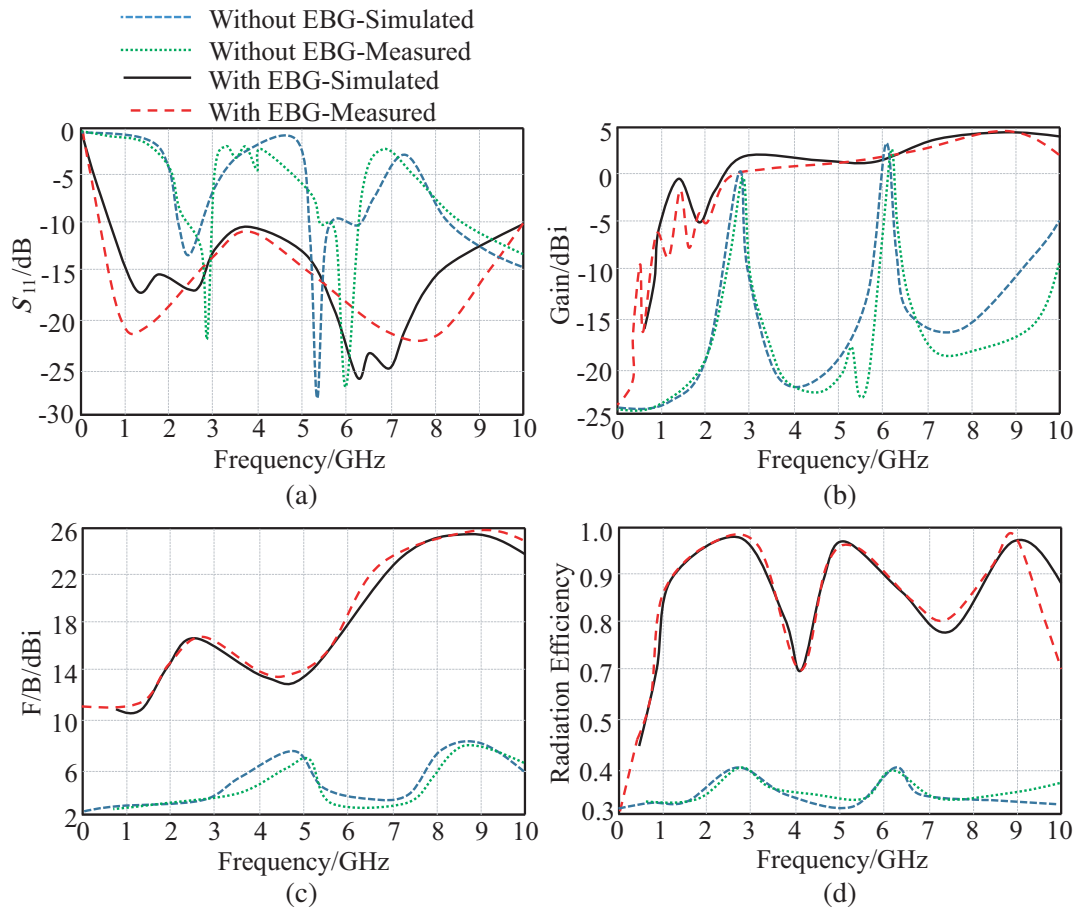 Without EBG-Simulated
Without EBG-Measured
With EBG-Simulated
With EBG-Measured
0
-5
-10
-15
-20
-25
-30
S11/dB
0 1 2 3 4 5 6 7 8 9 10
Frequency/GHz
(a)
5
0
-5
-10
-15
-20
-25
Gain/dBi
0 1 2 3 4 5 6 7 8 9 10
Frequency/GHz
(b)
26
22
18
14
10
6
2
F/B/dBi
0 1 2 3 4 5 6 7 8 9 10
Frequency/GHz
(c)
1.0
0.9
0.8
0.7
0.5
0.4
0.3
Radiation Efficiency
0 1 2 3 4 5 6 7 8 9 10
Frequency/GHz
(d)